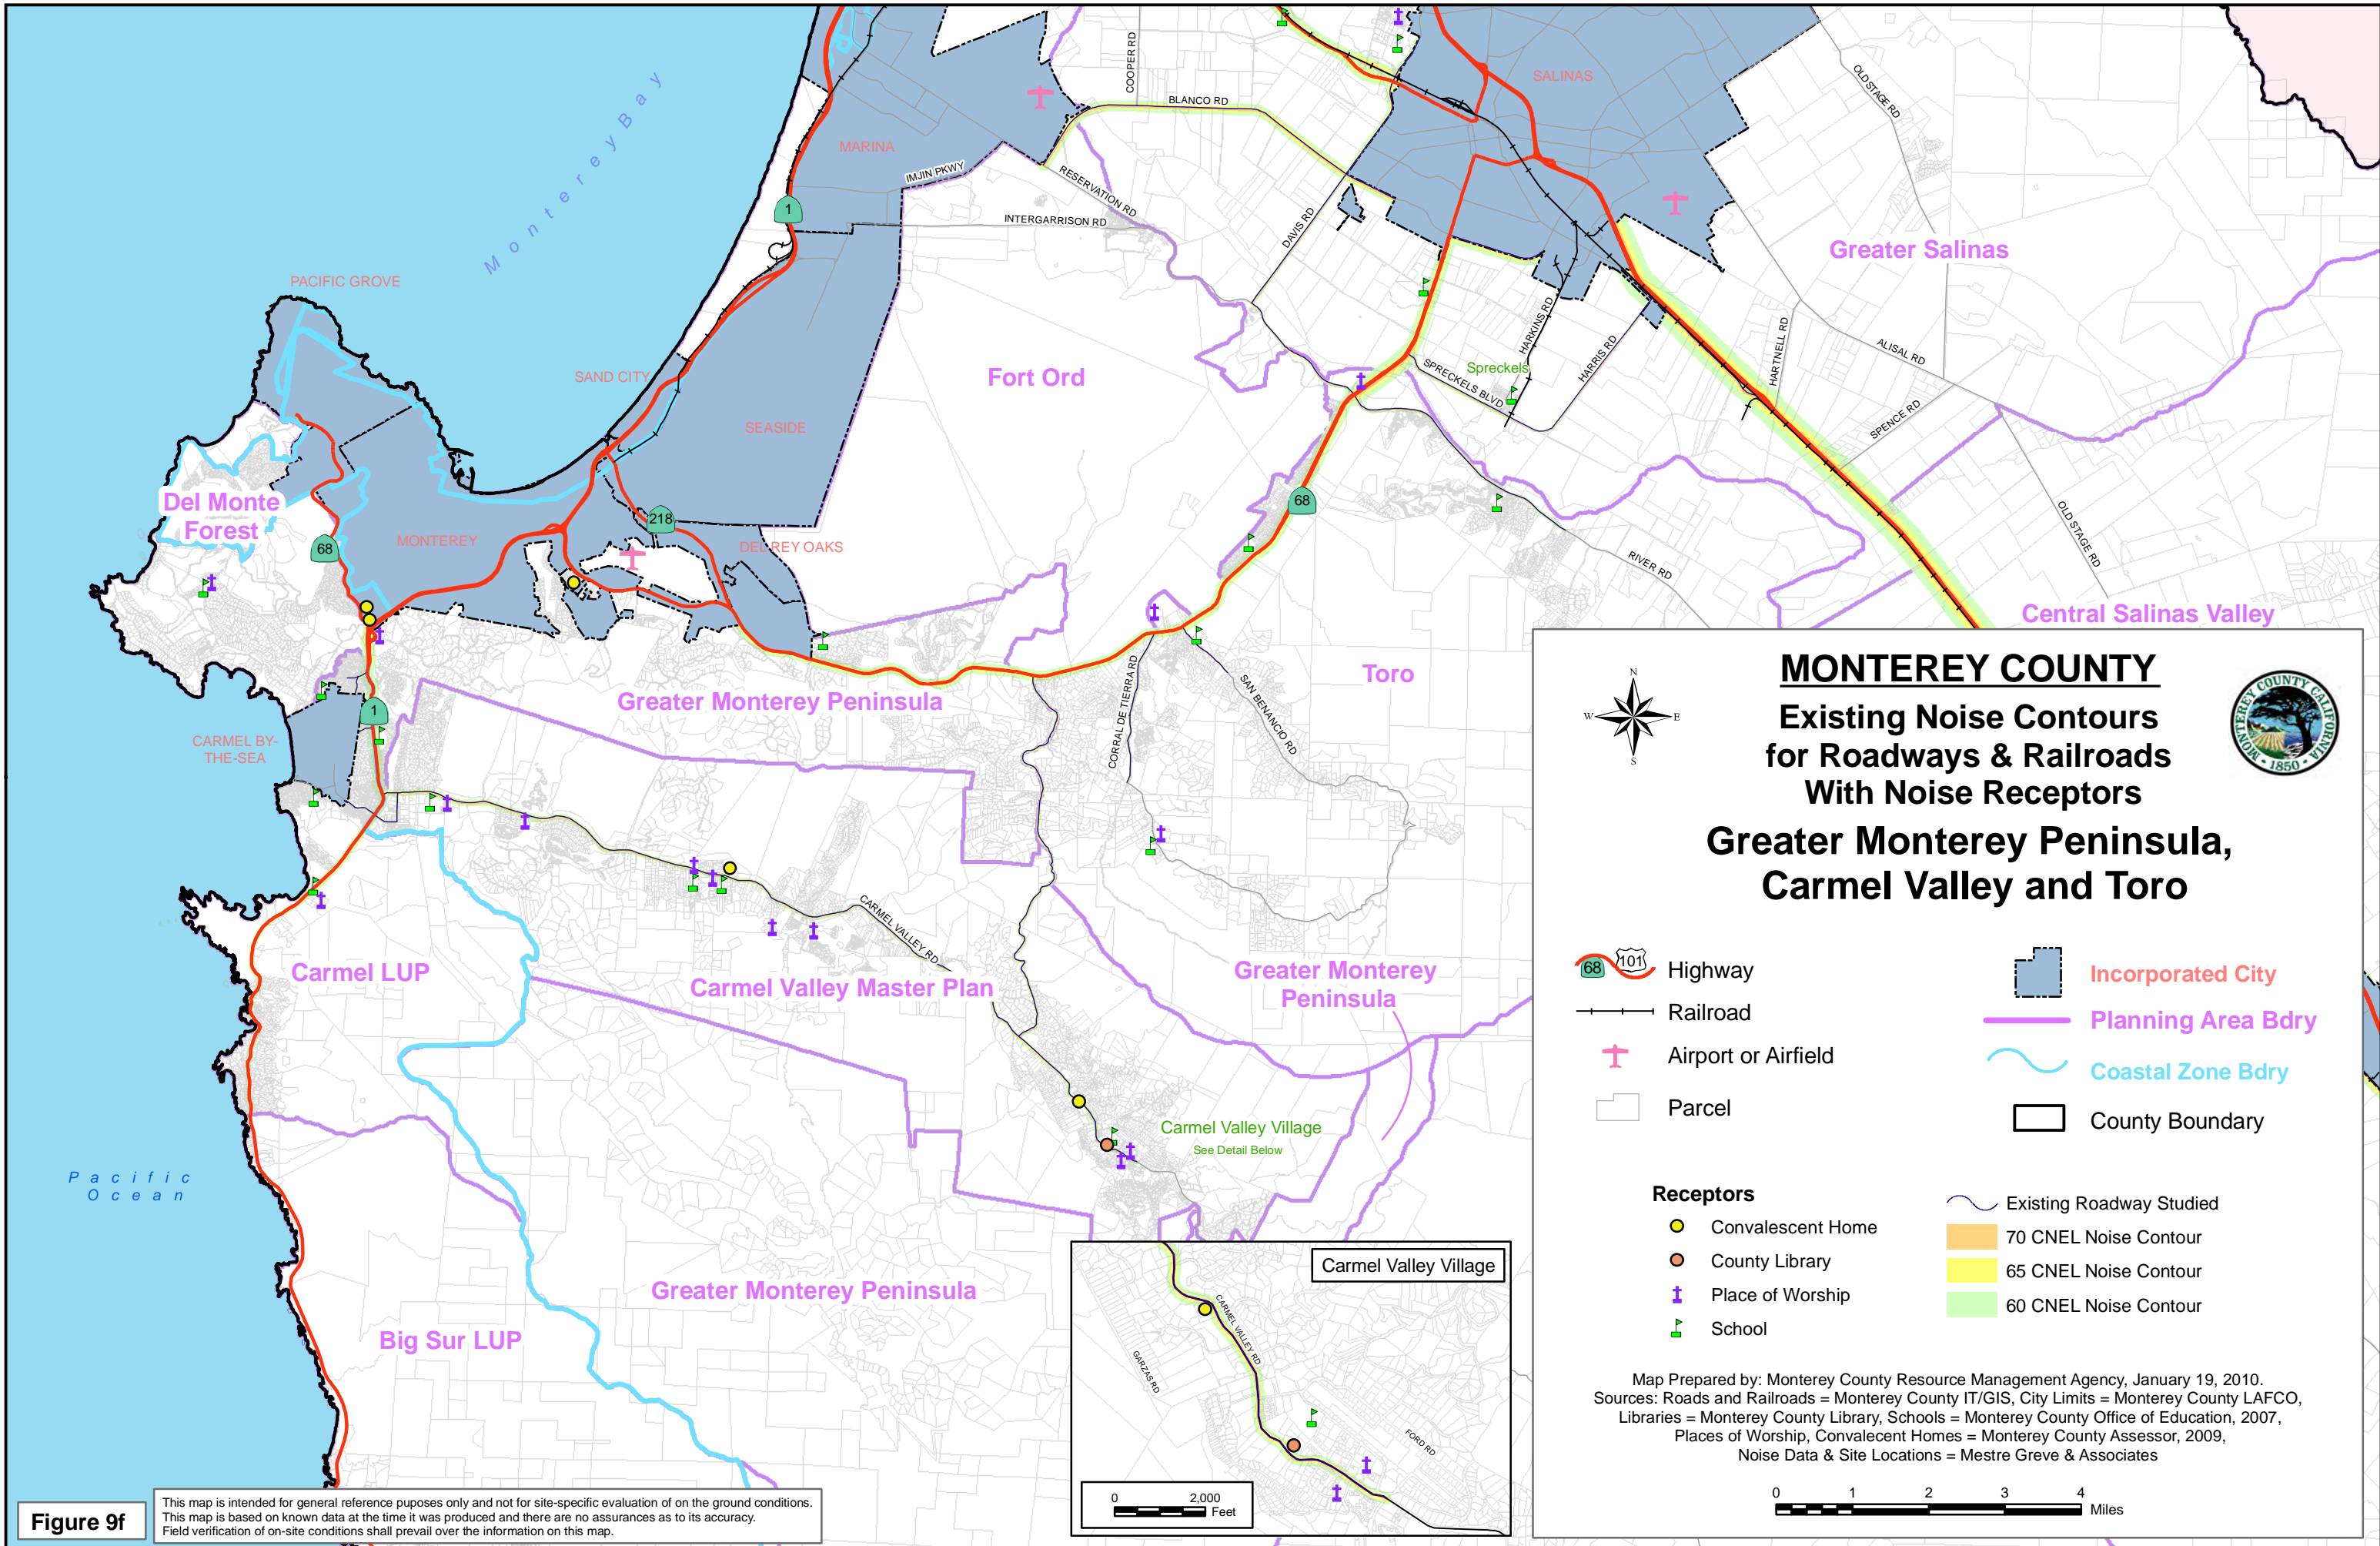 SALINAS
COOPER RD
BLANCO RD
OLD STAGE RD
Monterey Bay
MARINA
IMJIN PKWY
RESERVATION RD
INTERGARRISON RD
DAVIS RD
1
Greater Salinas
PACIFIC GROVE
SAND CITY
SEASIDE
Fort Ord
Spreckels
SPRECKELS BLVD
HARKINS RD
HARRIS RD
HARTNELL RD
ALISAL RD
SPENCE RD
OLD STAGE RD
Del Monte
Forest
68
MONTEREY
218
DEL REY OAKS
68
RIVER RD
Central Salinas Valley
Greater Monterey Peninsula
Toro
CORRAL DE TIERRA RD
SAN BENANCIO RD
1
CARMEL BY-
THE-SEA
CARMEL VALLEY RD
Carmel LUP
Carmel Valley Master Plan
Greater Monterey
Peninsula
Carmel Valley Village
See Detail Below
Pacific
Ocean
Greater Monterey Peninsula
Big Sur LUP
Carmel Valley Village
CARMEL VALLEY RD
GARZAS RD
FORD RD
0 2,000
Feet
MONTEREY COUNTY
Existing Noise Contours
for Roadways & Railroads
With Noise Receptors
Greater Monterey Peninsula,
Carmel Valley and Toro
N
W E
S
MONTEREY COUNTY CALIFORNIA
1850
68 101 Highway
Railroad
Airport or Airfield
Parcel
Incorporated City
Planning Area Bdry
Coastal Zone Bdry
County Boundary
Receptors
Convalescent Home
County Library
Place of Worship
School
Existing Roadway Studied
70 CNEL Noise Contour
65 CNEL Noise Contour
60 CNEL Noise Contour
Map Prepared by: Monterey County Resource Management Agency, January 19, 2010.
Sources: Roads and Railroads = Monterey County IT/GIS, City Limits = Monterey County LAFCO,
Libraries = Monterey County Library, Schools = Monterey County Office of Education, 2007,
Places of Worship, Convalecent Homes = Monterey County Assessor, 2009,
Noise Data & Site Locations = Mestre Greve & Associates
0 1 2 3 4
Miles
Figure 9f
This map is intended for general reference puposes only and not for site-specific evaluation of on the ground conditions.
This map is based on known data at the time it was produced and there are no assurances as to its accuracy.
Field verification of on-site conditions shall prevail over the information on this map.